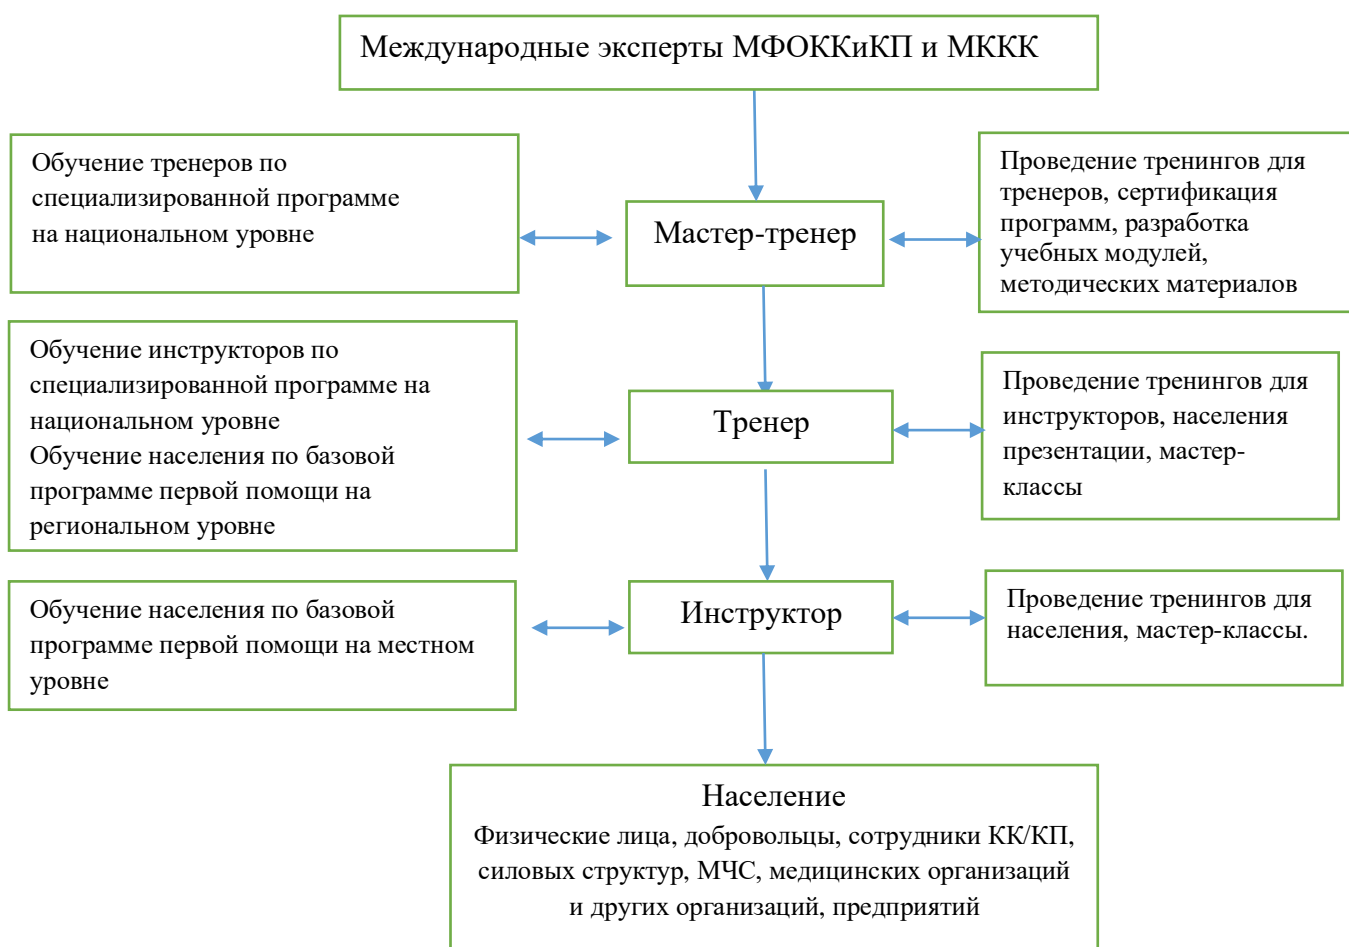 Международные эксперты МФОККиКП и МККК
Обучение тренеров по
специализированной программе
на национальном уровне
Мастер-тренер
Проведение тренингов для
тренеров, сертификация
программ, разработка
учебных модулей,
методических материалов
Обучение инструкторов по
специализированной программе на
национальном уровне
Обучение населения по базовой
программе первой помощи на
региональном уровне
Тренер
Проведение тренингов для
инструкторов, населения
презентации, мастер-
классы
Обучение населения по базовой
программе первой помощи на местном
уровне
Инструктор
Проведение тренингов для
населения, мастер-классы.
Население
Физические лица, добровольцы, сотрудники КК/КП,
силовых структур, МЧС, медицинских организаций
и других организаций, предприятий